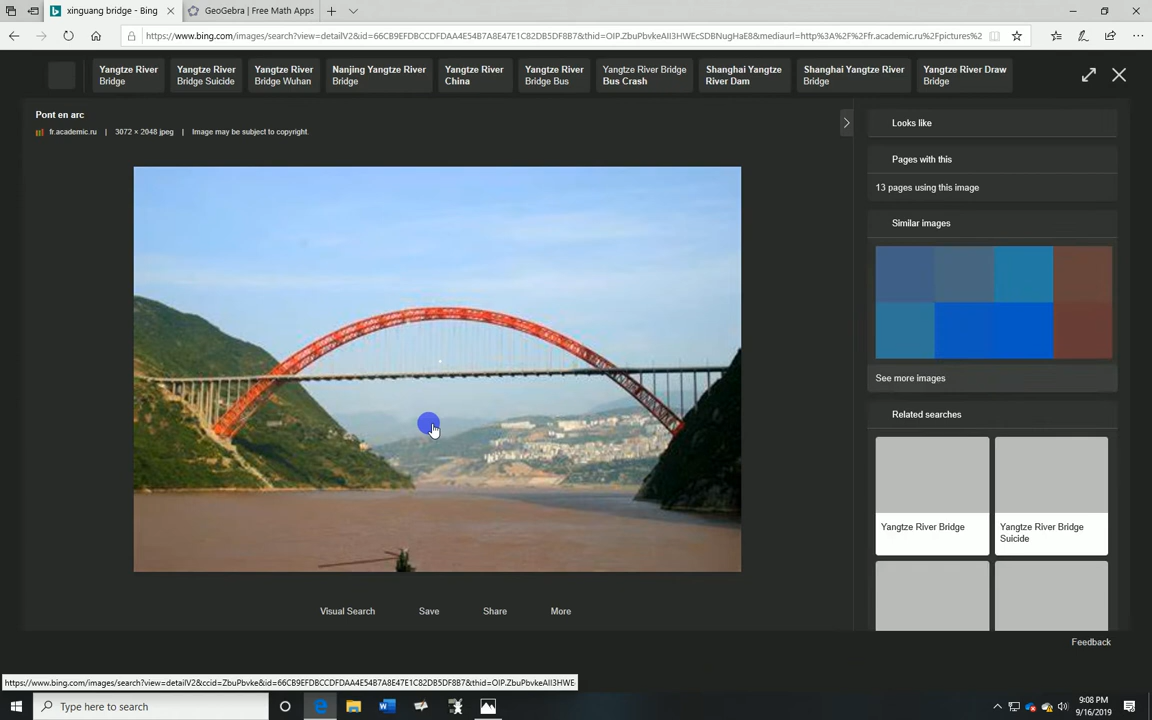 xinguang bridge - Bing
GeoGebra | Free Math Apps
https://www.bing.com/images/search?view=detailV2&id=66CB9EFDBCCDFDAA4E54B7A8E47E1C82DB5DF8B7&thid=OIP.ZbuPbvkeAII3HWEcSDBNugHaE8&mediaurl=http%3A%2F%2Ffr.academic.ru%2Fpictures%2
Yangtze River Bridge
Yangtze River Bridge Suicide
Yangtze River Bridge Wuhan
Nanjing Yangtze River Bridge
Yangtze River China
Yangtze River Bridge Bus
Yangtze River Bridge Bus Crash
Shanghai Yangtze River Dam
Shanghai Yangtze River Bridge
Yangtze River Draw Bridge
Pont en arc
fr.academic.ru | 3072 × 2048 jpeg | Image may be subject to copyright.
Looks like
Pages with this
13 pages using this image
Similar images
See more images
Related searches
Yangtze River Bridge
Yangtze River Bridge
Suicide
Visual Search
Save
Share
More
Feedback
https://www.bing.com/images/search?view=detailV2&ccid=ZbuPbvke&id=66CB9EFDBCCDFDAA4E54B7A8E47E1C82DB5DF8B7&thid=OIP.ZbuPbvkeAII3HWE
Type here to search
9:08 PM
9/16/2019